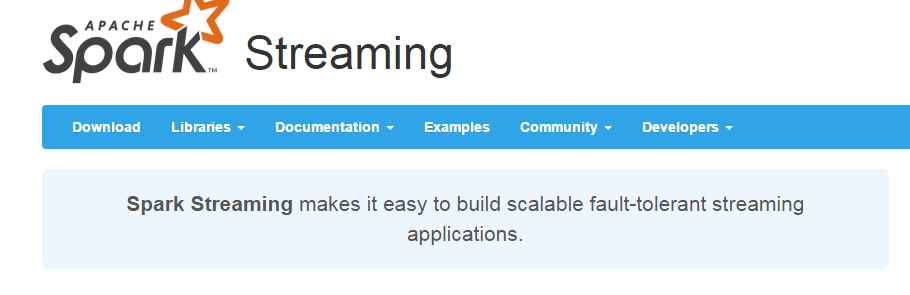 APACHE
Spark™ Streaming
Download Libraries Documentation Examples Community Developers
Spark Streaming makes it easy to build scalable fault-tolerant streaming
applications.